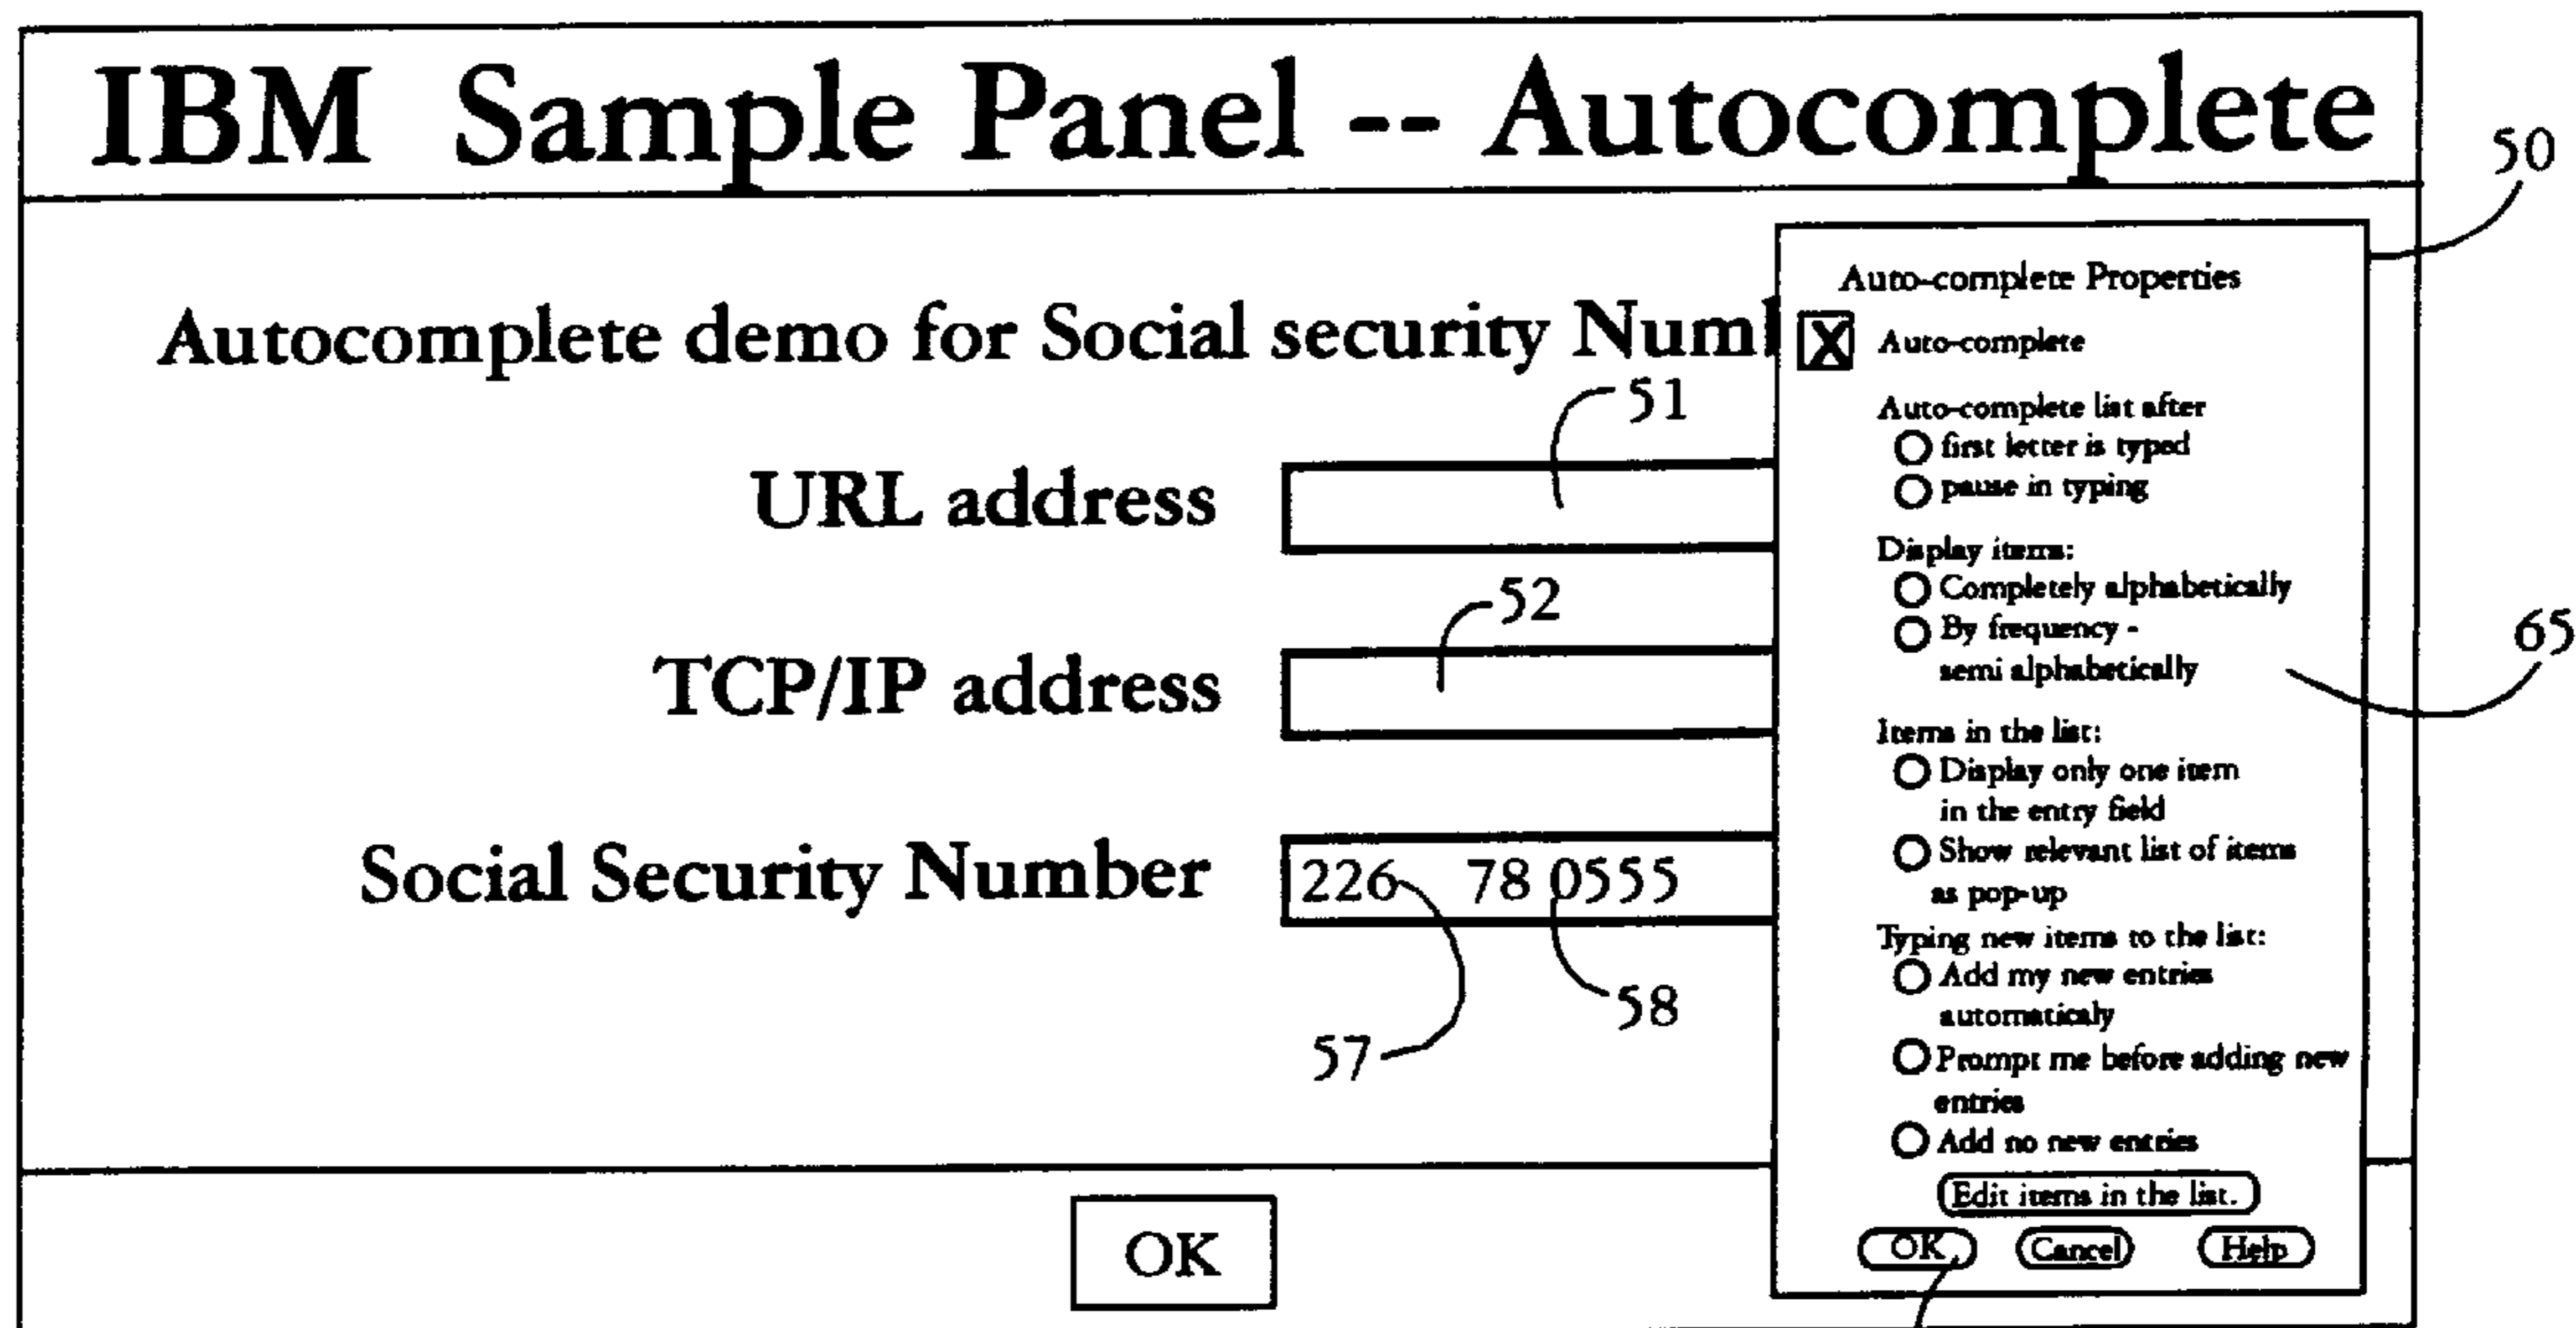 IBM Sample Panel -- Autocomplete
50
Autocomplete demo for Social security Num
51
URL address
52
TCP/IP address
Social Security Number
226 78 0555
58
57
OK
Auto-complete Properties
X Auto-complete
Auto-complete list after
first letter is typed
pause in typing
Display items:
Completely alphabetically
By frequency -
semi alphabetically
65
Items in the list:
Display only one item
in the entry field
Show relevant list of items
as pop-up
Typing new items to the list:
Add my new entries
automaticaly
Prompt me before adding new
entries
Add no new entries
Edit items in the list.
OK Cancel Help